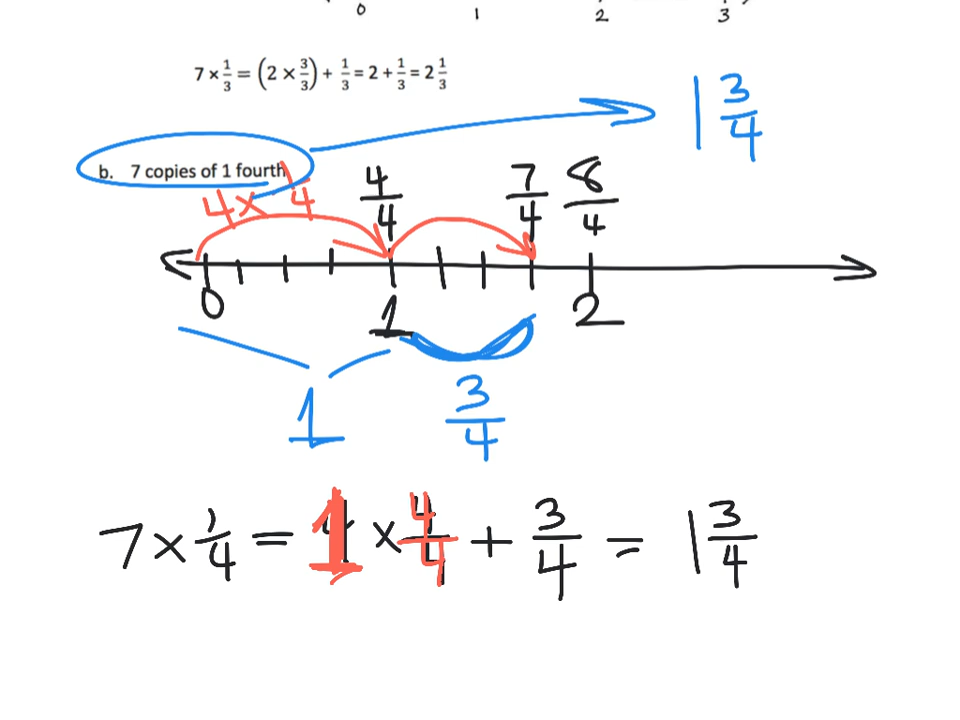 0 1 2 3
7 × 1/3 = (2 × 3/3) + 1/3 = 2 + 1/3 = 2 1/3
1 3/4
b. 7 copies of 1 fourth
4 × 1/4 4/4 7/4 8/4
0 1 2
1 3/4
7 × 1/4 = 1 × 4/4 + 3/4 = 1 3/4